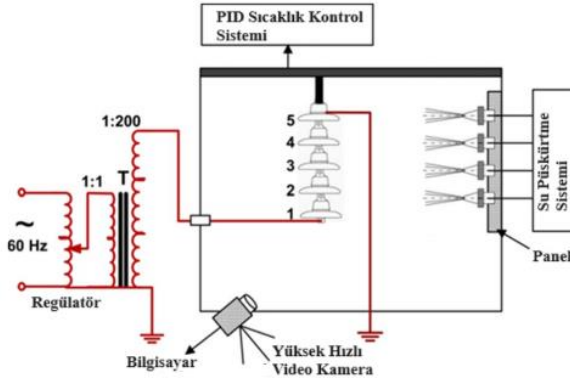 PID Sıcaklık Kontrol
Sistemi
1:200
1:1
T
5
4
3
2
1
~
60 Hz
Regülatör
Su Püskürtme
Sistemi
Panel
Bilgisayar
Yüksek Hızlı
Video Kamera